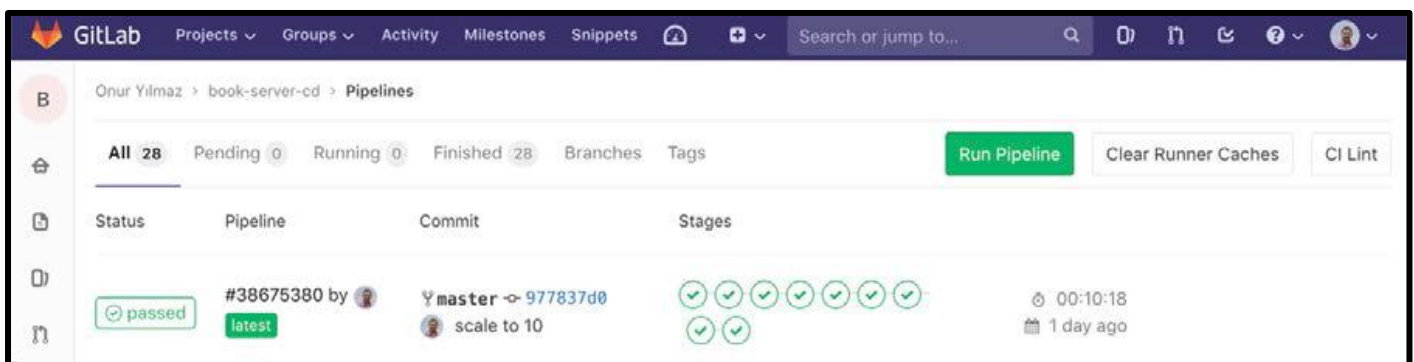 GitLab Projects Groups Activity Milestones Snippets Search or jump to...
B
Onur Yılmaz > book-server-cd > Pipelines
All 28 Pending 0 Running 0 Finished 28 Branches Tags Run Pipeline Clear Runner Caches CI Lint
Status Pipeline Commit Stages
passed #38675380 by master 977837d0 00:10:18
latest scale to 10 1 day ago